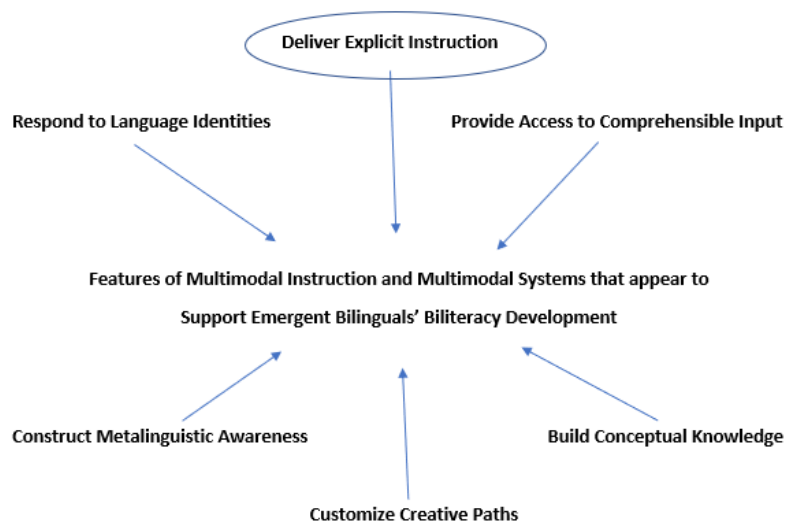 Deliver Explicit Instruction
Respond to Language Identities
Provide Access to Comprehensible Input
Features of Multimodal Instruction and Multimodal Systems that appear to
Support Emergent Bilinguals’ Biliteracy Development
Construct Metalinguistic Awareness
Build Conceptual Knowledge
Customize Creative Paths